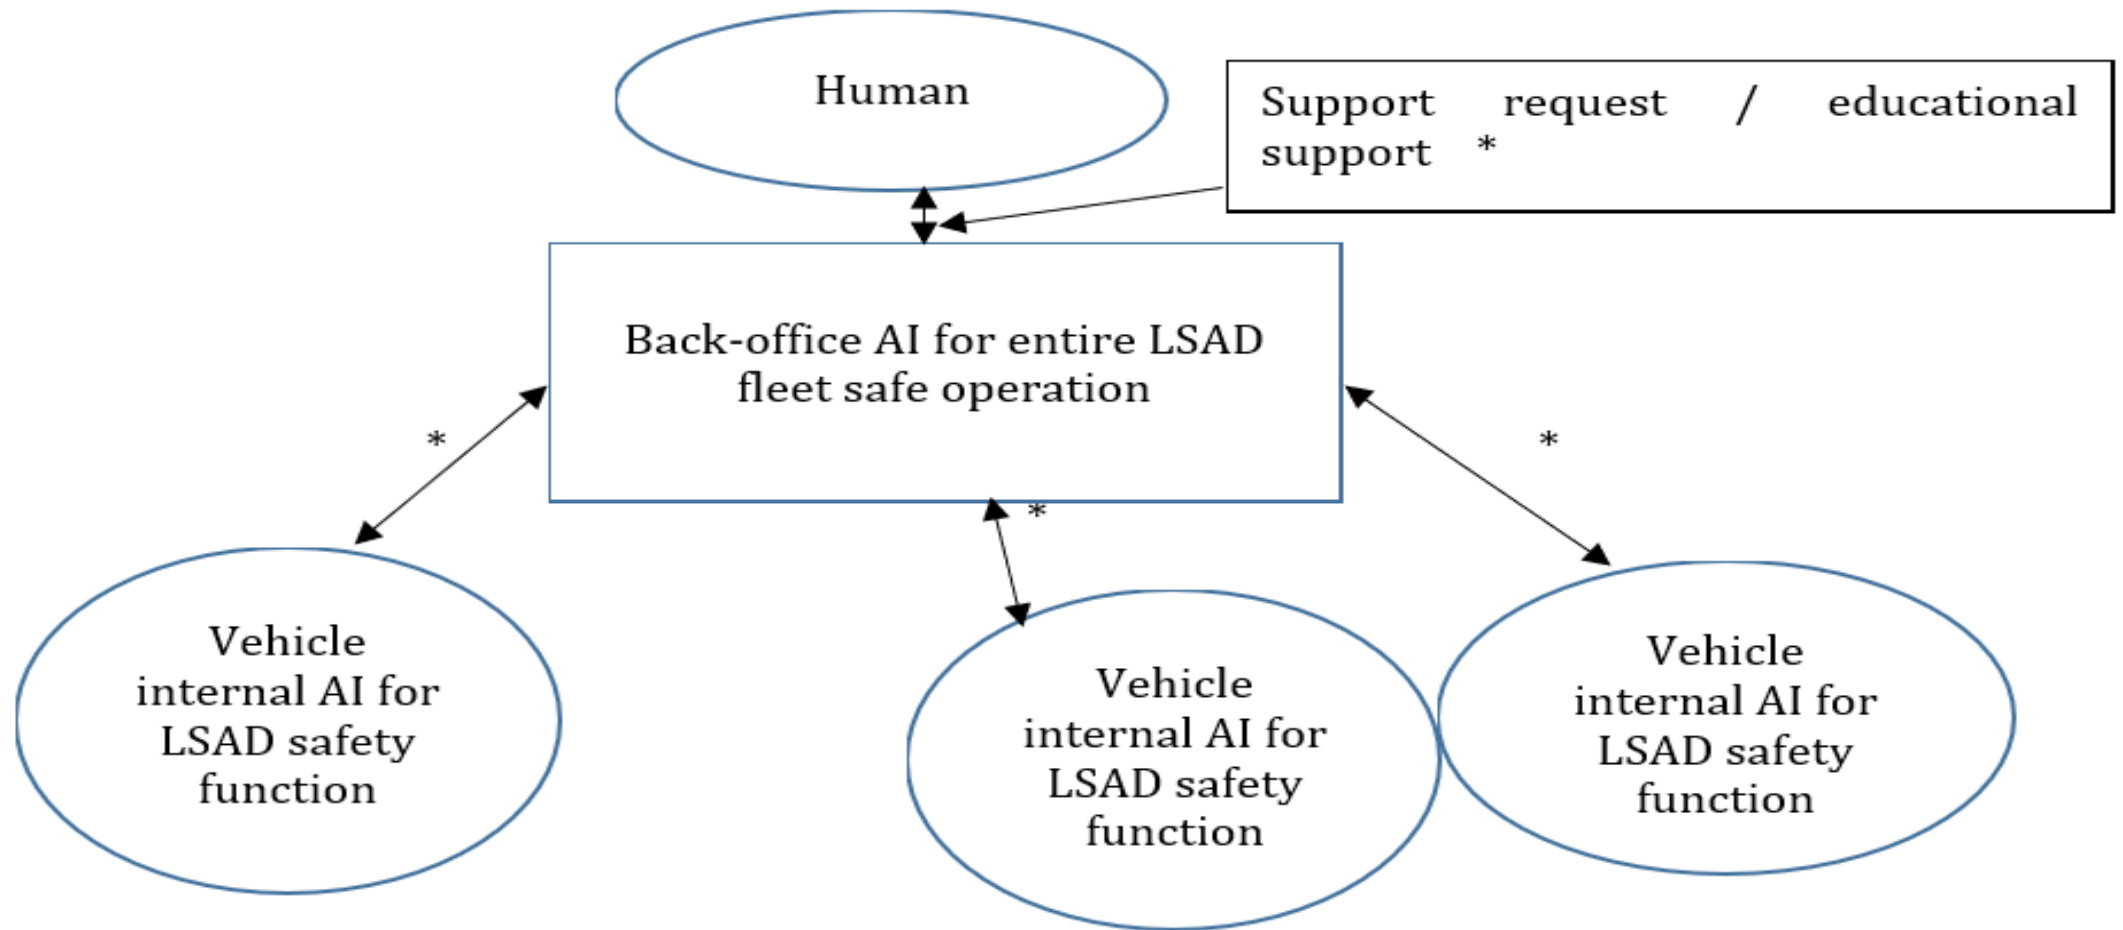 Human
Support request / educational
support *
Back-office AI for entire LSAD
fleet safe operation
*
*
*
Vehicle
internal AI for
LSAD safety
function
Vehicle
internal AI for
LSAD safety
function
Vehicle
internal AI for
LSAD safety
function